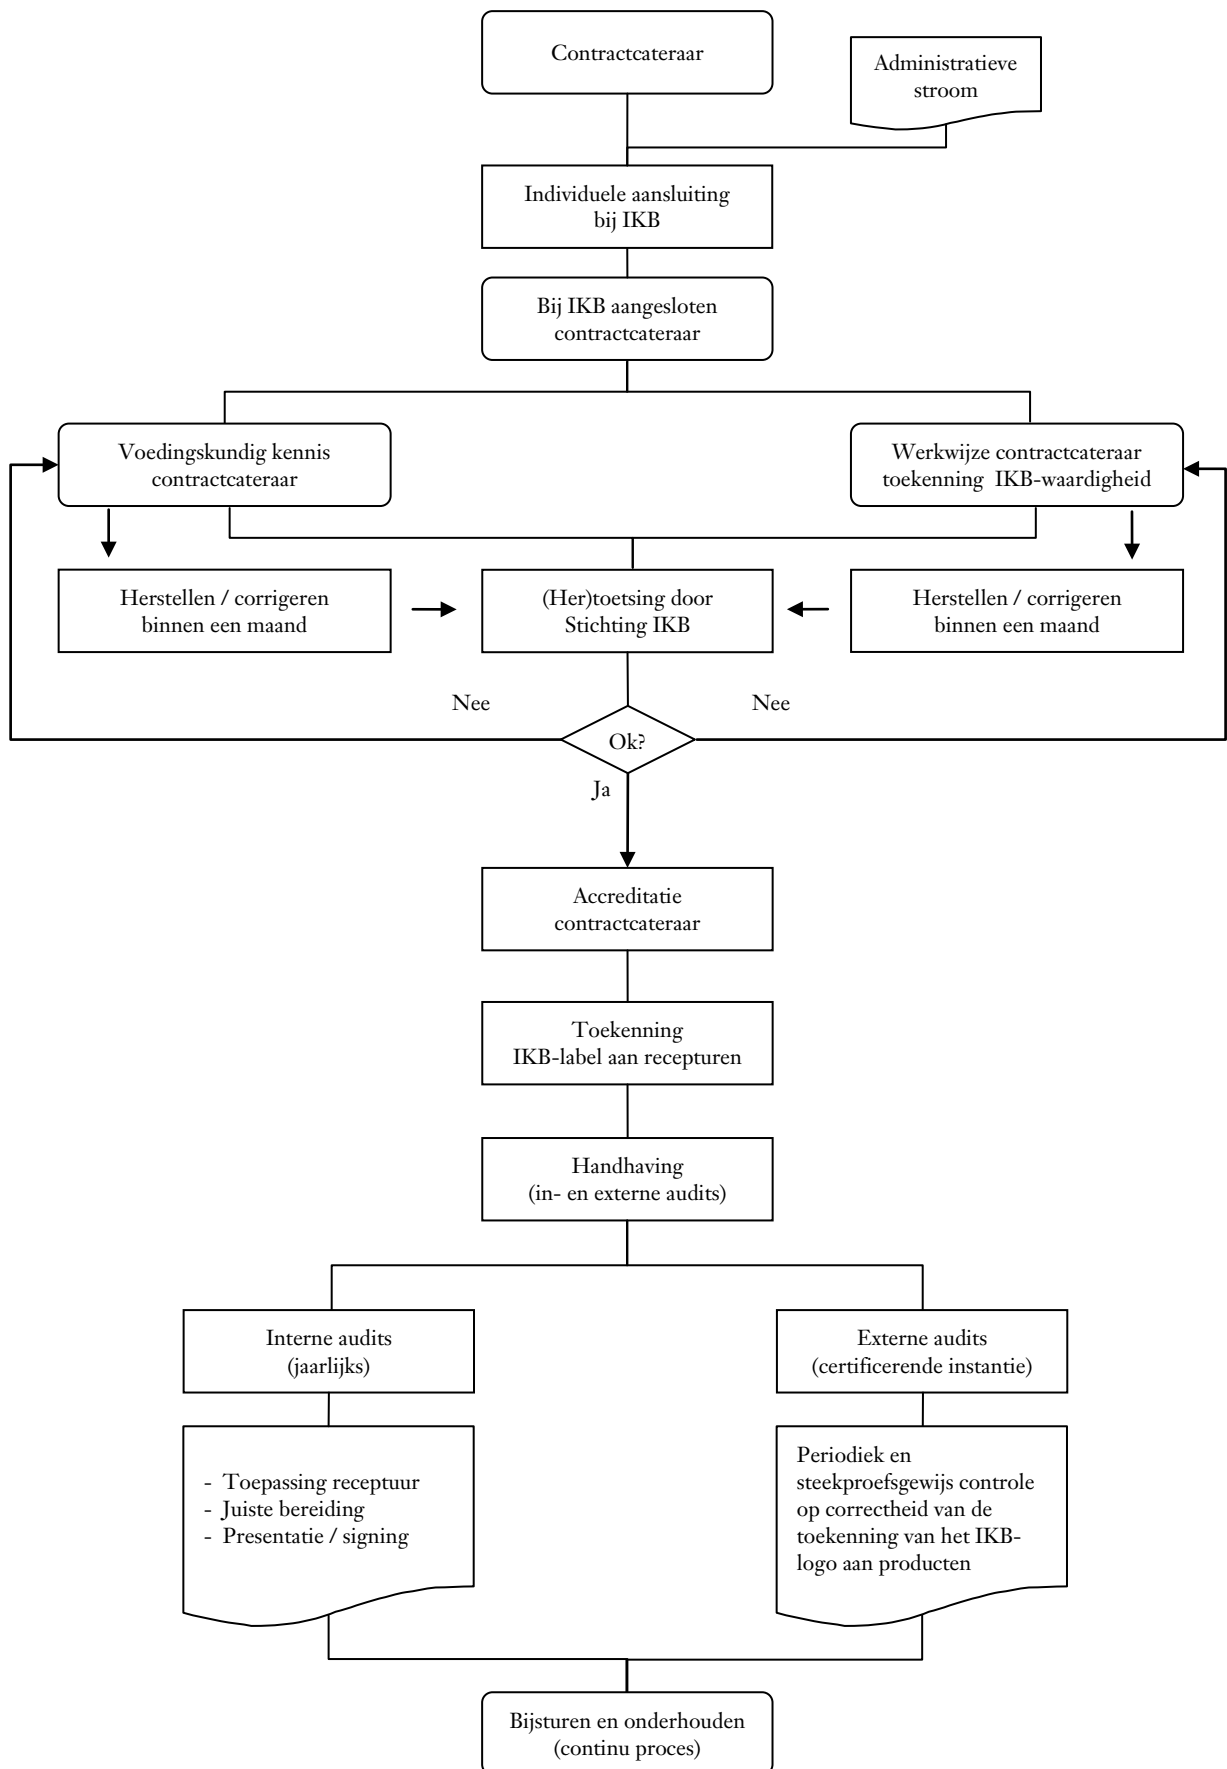 Contractcateraar
Administratieve
stroom
Individuele aansluiting
bij IKB
Bij IKB aangesloten
contractcateraar
Voedingskundig kennis
contractcateraar
Werkwijze contractcateraar
toekenning IKB-waardigheid
Herstellen / corrigeren
binnen een maand
(Her)toetsing door
Stichting IKB
Herstellen / corrigeren
binnen een maand
Nee
Nee
Ok?
Ja
Accreditatie
contractcateraar
Toekenning
IKB-label aan recepturen
Handhaving
(in- en externe audits)
Interne audits
(jaarlijks)
Externe audits
(certificerende instantie)
- Toepassing receptuur
- Juiste bereiding
- Presentatie / signing
Periodiek en
steekproefsgewijs controle
op correctheid van de
toekenning van het IKB-
logo aan producten
Bijsturen en onderhouden
(continu proces)